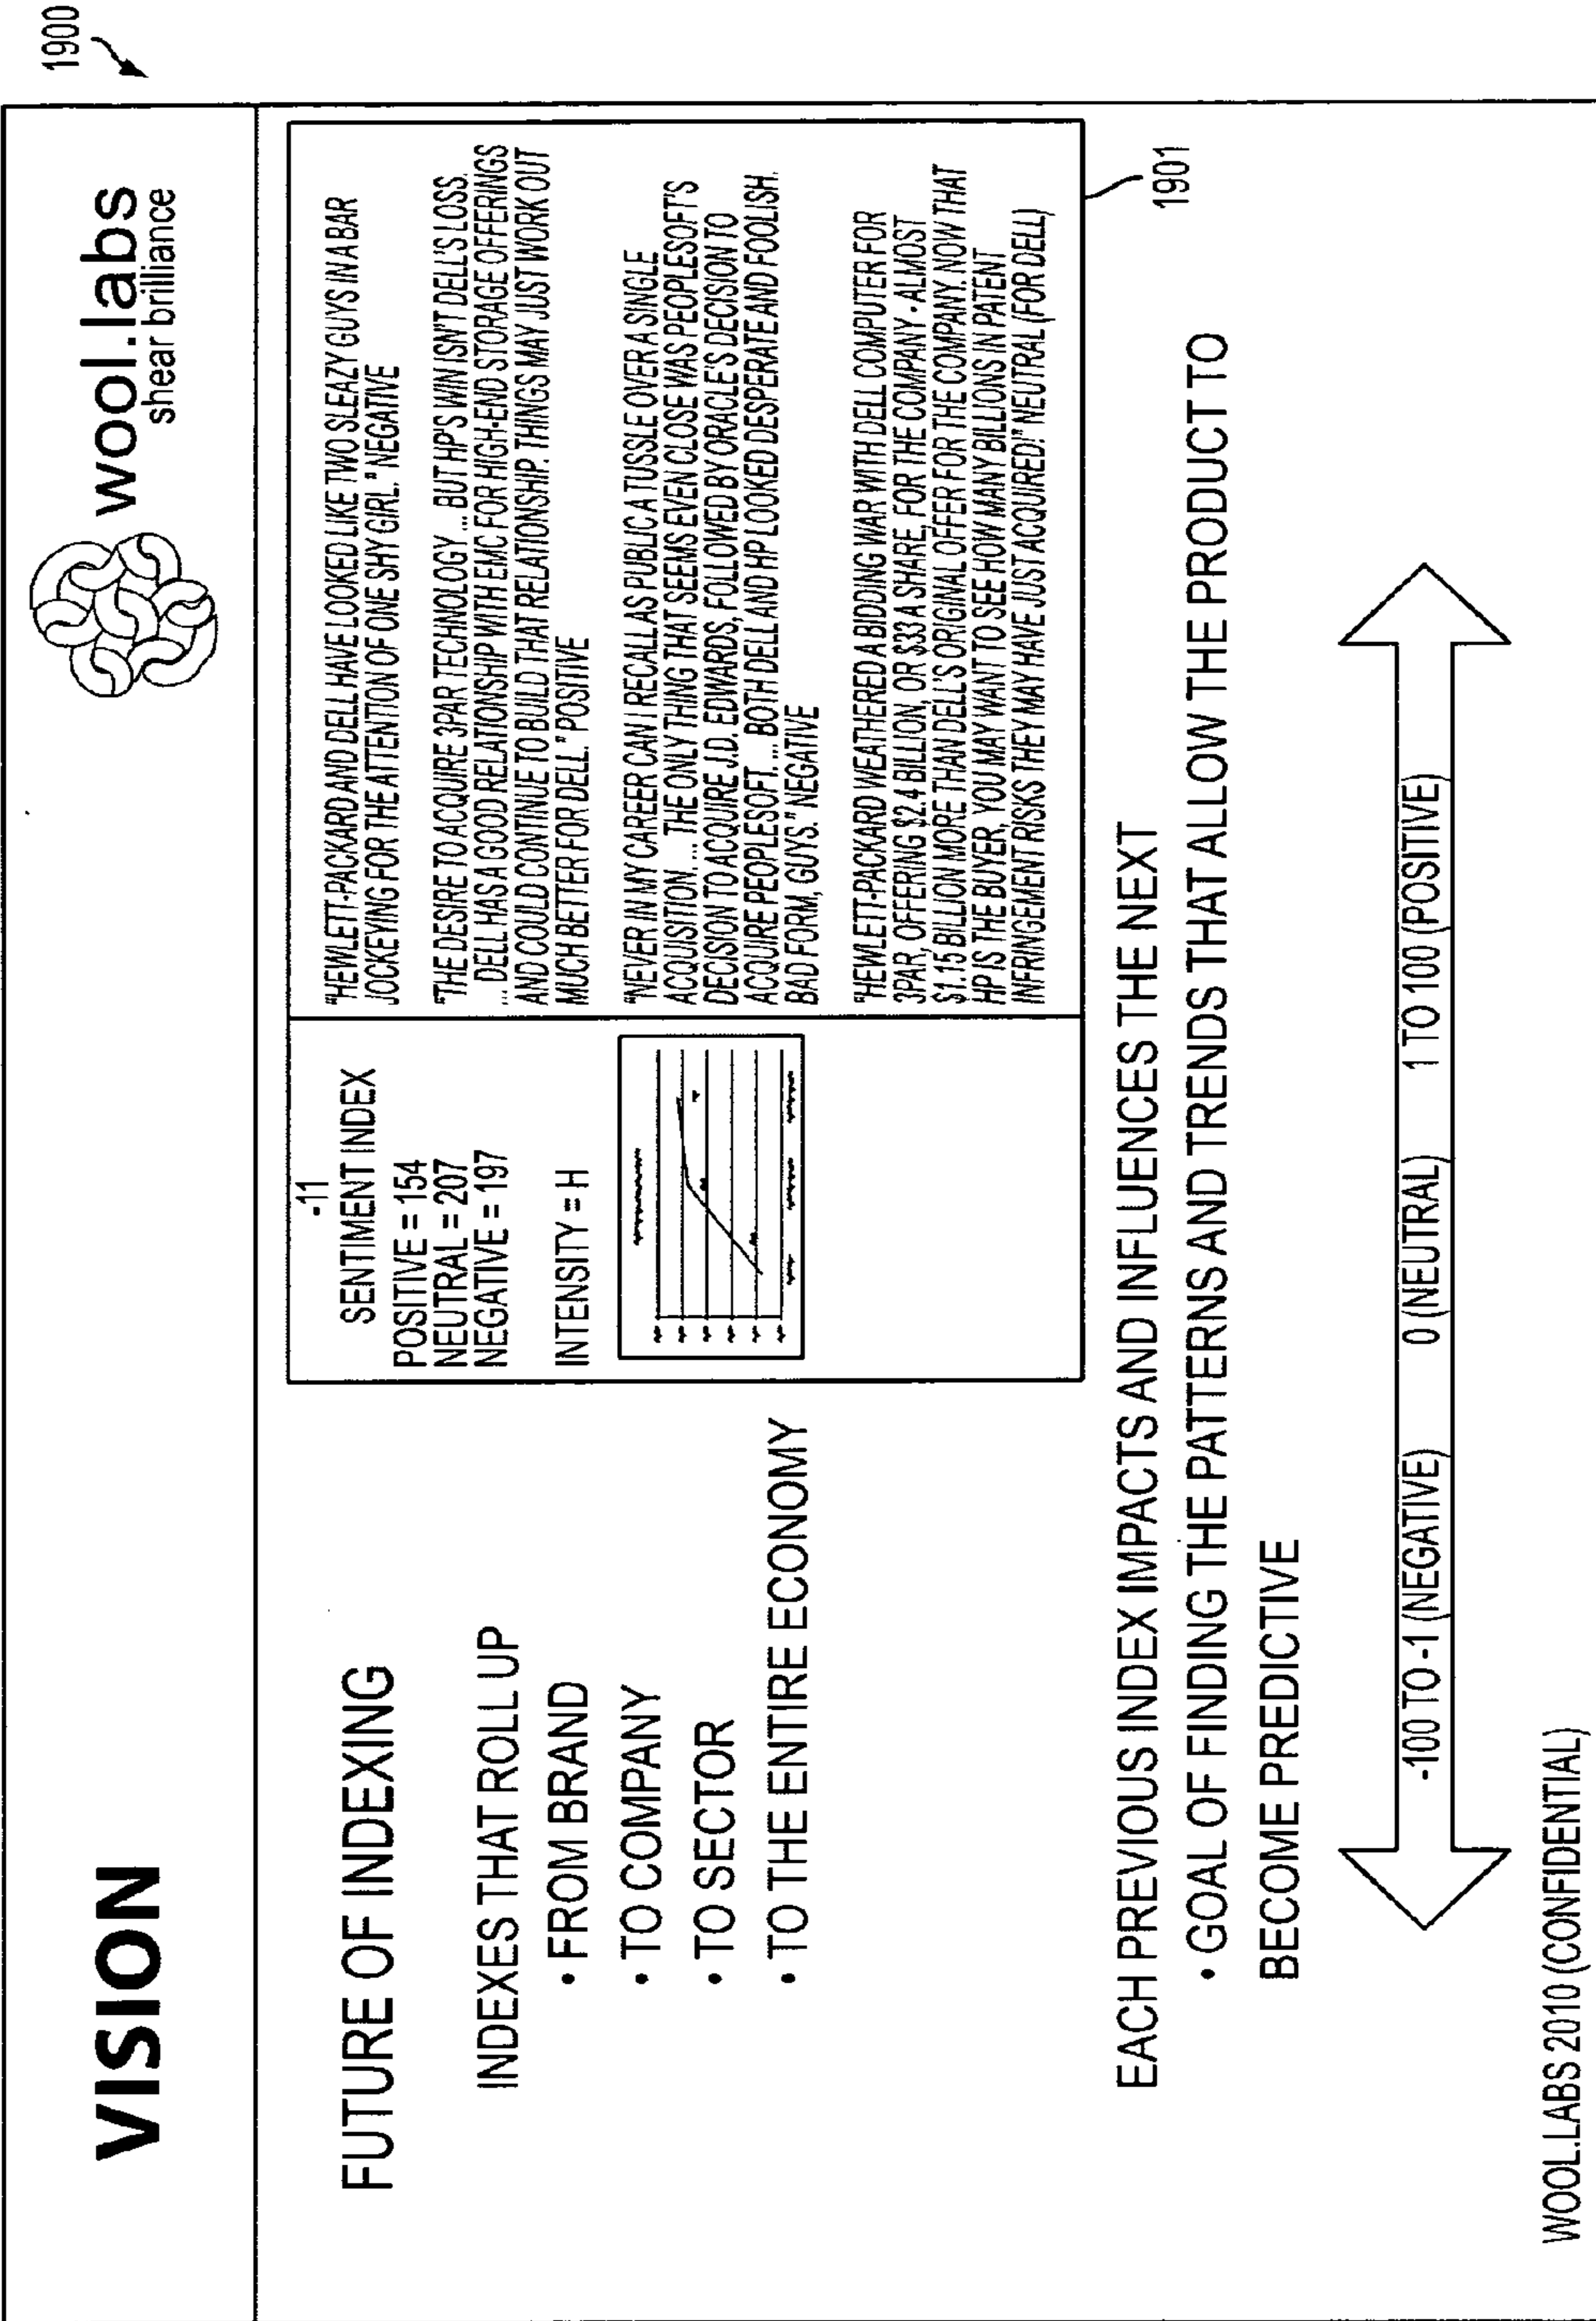 1900
VISION
wool.labs
shear brilliance
FUTURE OF INDEXING
INDEXES THAT ROLL UP
• FROM BRAND
• TO COMPANY
• TO SECTOR
• TO THE ENTIRE ECONOMY
-11
SENTIMENT INDEX
POSITIVE = 154
NEUTRAL = 207
NEGATIVE = 197
INTENSITY = H
"HEWLETT-PACKARD AND DELL HAVE LOOKED LIKE TWO SLEAZY GUYS IN A BAR
JOCKEYING FOR THE ATTENTION OF ONE SHY GIRL." NEGATIVE
"THE DESIRE TO ACQUIRE 3PAR TECHNOLOGY ... BUT HP'S WIN ISN'T DELL'S LOSS.
... DELL HAS A GOOD RELATIONSHIP WITH EMC FOR HIGH-END STORAGE OFFERINGS
AND COULD CONTINUE TO BUILD THAT RELATIONSHIP. THINGS MAY JUST WORK OUT
MUCH BETTER FOR DELL." POSITIVE
"NEVER IN MY CAREER CAN I RECALL AS PUBLIC A TUSSLE OVER A SINGLE
ACQUISITION ... THE ONLY THING THAT SEEMS EVEN CLOSE WAS PEOPLESOFT'S
DECISION TO ACQUIRE J.D. EDWARDS, FOLLOWED BY ORACLE'S DECISION TO
ACQUIRE PEOPLESOFT. ... BOTH DELL AND HP LOOKED DESPERATE AND FOOLISH.
BAD FORM, GUYS." NEGATIVE
"HEWLETT-PACKARD WEATHERED A BIDDING WAR WITH DELL COMPUTER FOR
3PAR, OFFERING $2.4 BILLION, OR $33 A SHARE, FOR THE COMPANY - ALMOST
$1.15 BILLION MORE THAN DELL'S ORIGINAL OFFER FOR THE COMPANY. NOW THAT
HP IS THE BUYER, YOU MAY WANT TO SEE HOW MANY BILLIONS IN PATENT
INFRINGEMENT RISKS THEY MAY HAVE JUST ACQUIRED!" NEUTRAL (FOR DELL)
1901
EACH PREVIOUS INDEX IMPACTS AND INFLUENCES THE NEXT
• GOAL OF FINDING THE PATTERNS AND TRENDS THAT ALLOW THE PRODUCT TO
BECOME PREDICTIVE
-100 TO -1 (NEGATIVE) 0 (NEUTRAL) 1 TO 100 (POSITIVE)
WOOL.LABS 2010 (CONFIDENTIAL)